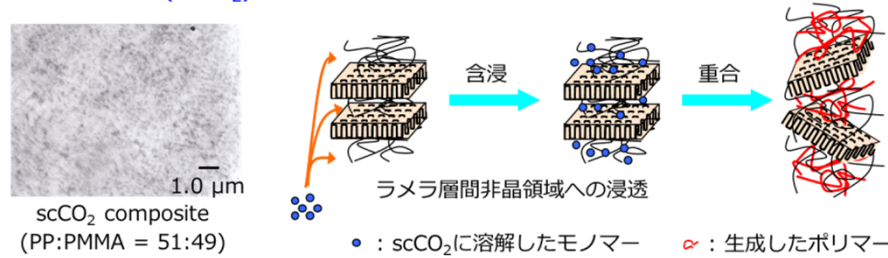 1.0 μm
scCO₂ composite
(PP:PMMA = 51:49)
含浸
重合
ラメラ層間非晶領域への浸透
: scCO₂に溶解したモノマー
: 生成したポリマー